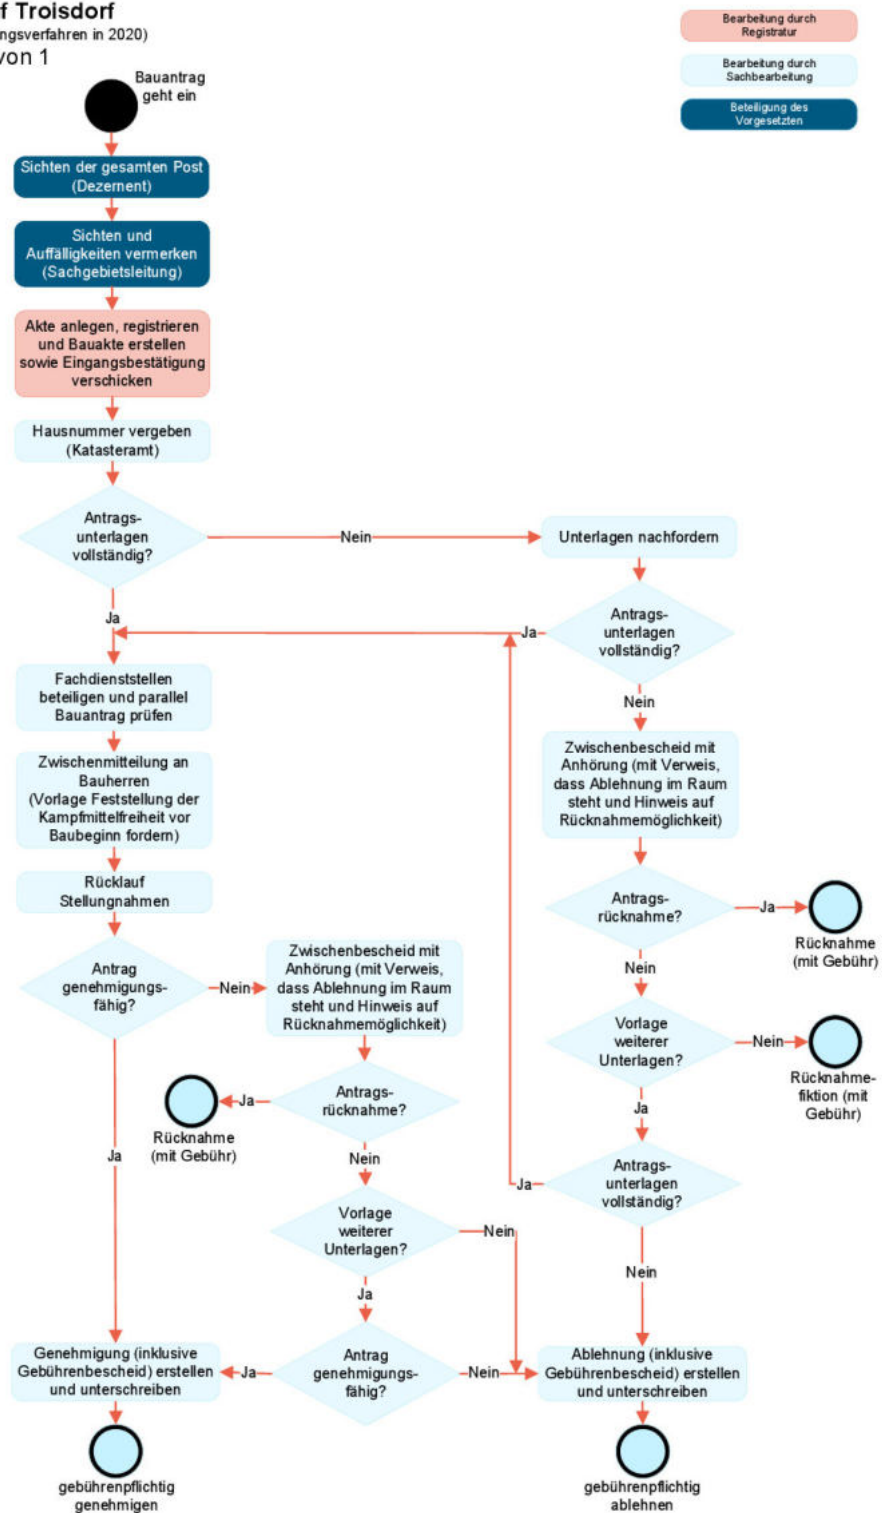 f Troisdorf
ngsverfahren in 2020)
von 1
Bearbeitung durch
Registratur
Bearbeitung durch
Sachbearbeitung
Beteiligung des
Vorgesetzten
Bauantrag
geht ein
Sichten der gesamten Post
(Dezernent)
Sichten und
Auffälligkeiten vermerken
(Sachgebietsleitung)
Akte anlegen, registrieren
und Bauakte erstellen
sowie Eingangsbestätigung
verschicken
Hausnummer vergeben
(Katasteramt)
Antrags-
unterlagen
vollständig?
Nein
Unterlagen nachfordern
Ja
Antrags-
unterlagen
vollständig?
Ja
Nein
Fachdienststellen
beteiligen und parallel
Bauantrag prüfen
Zwischenmitteilung an
Bauherren
(Vorlage Feststellung der
Kampfmittelfreiheit vor
Baubeginn fordern)
Zwischenbescheid mit
Anhörung (mit Verweis,
dass Ablehnung im Raum
steht und Hinweis auf
Rücknahmemöglichkeit)
Rücklauf
Stellungnahmen
Antrags-
rücknahme?
Ja
Rücknahme
(mit Gebühr)
Nein
Antrag
genehmigungs-
fähig?
Nein
Zwischenbescheid mit
Anhörung (mit Verweis,
dass Ablehnung im Raum
steht und Hinweis auf
Rücknahmemöglichkeit)
Vorlage
weiterer
Unterlagen?
Nein
Rücknahme-
fiktion (mit
Gebühr)
Ja
Antrags-
rücknahme?
Ja
Rücknahme
(mit Gebühr)
Ja
Nein
Antrags-
unterlagen
vollständig?
Ja
Nein
Vorlage
weiterer
Unterlagen?
Nein
Ja
Genehmigung (inklusive
Gebührenbescheid) erstellen
und unterschreiben
Ja
Antrag
genehmigungs-
fähig?
Nein
Ablehnung (inklusive
Gebührenbescheid) erstellen
und unterschreiben
gebührenpflichtig
genehmigen
gebührenpflichtig
ablehnen